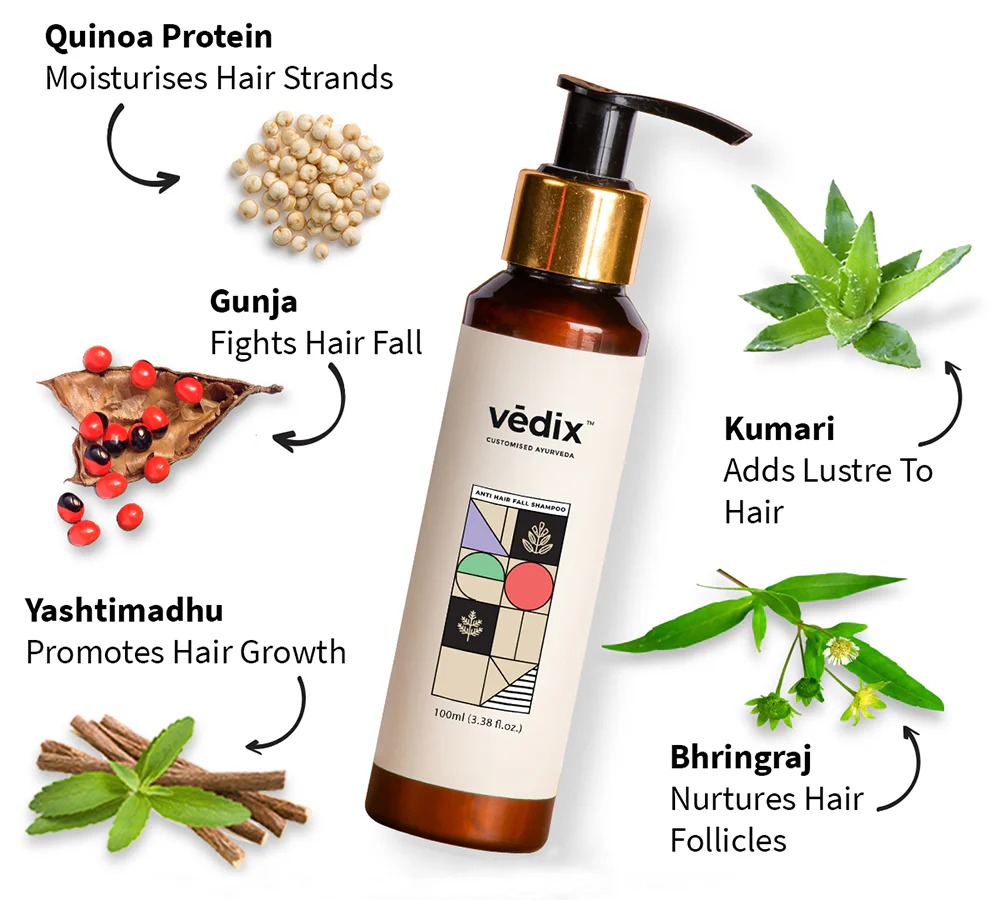 Quinoa Protein
Moisturises Hair Strands
Gunja
Fights Hair Fall
Yashtimadhu
Promotes Hair Growth
vēdix™
CUSTOMISED AYURVEDA
ANTI HAIR FALL SHAMPOO
100ml (3.38 fl.oz.)
Kumari
Adds Lustre To
Hair
Bhringraj
Nurtures Hair
Follicles